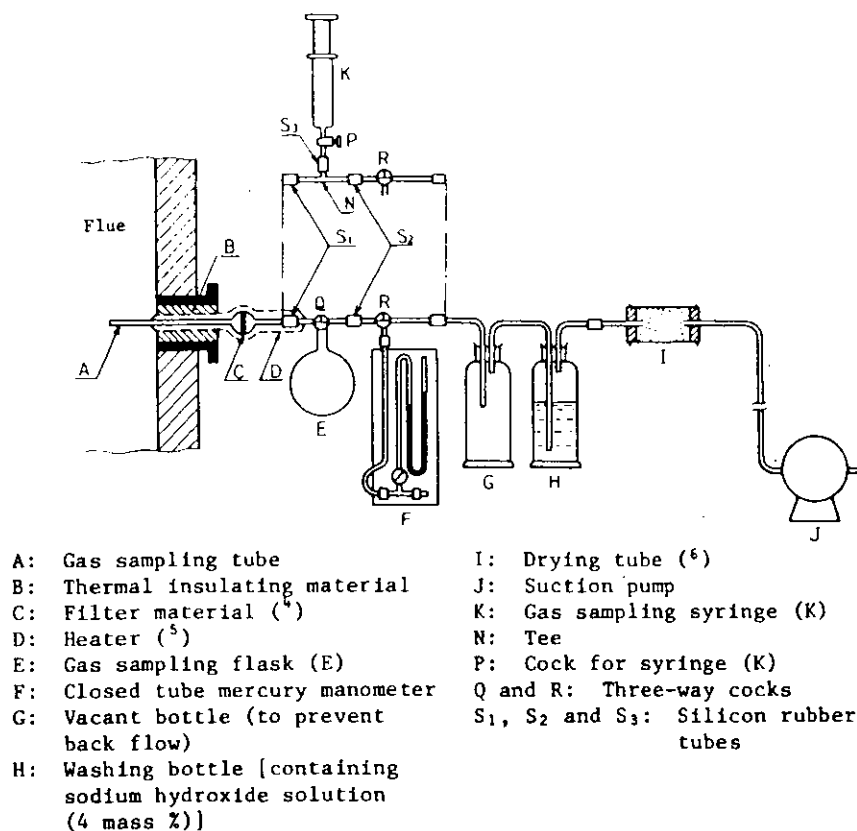 K
S₃
P
R
N
Flue
B
S₁
S₂
Q
R
A
C
D
E
F
G
H
I
J
A: Gas sampling tube
B: Thermal insulating material
C: Filter material (⁴)
D: Heater (⁵)
E: Gas sampling flask (E)
F: Closed tube mercury manometer
G: Vacant bottle (to prevent
back flow)
H: Washing bottle [containing
sodium hydroxide solution
(4 mass %)]
I: Drying tube (⁶)
J: Suction pump
K: Gas sampling syringe (K)
N: Tee
P: Cock for syringe (K)
Q and R: Three-way cocks
S₁, S₂ and S₃: Silicon rubber
tubes